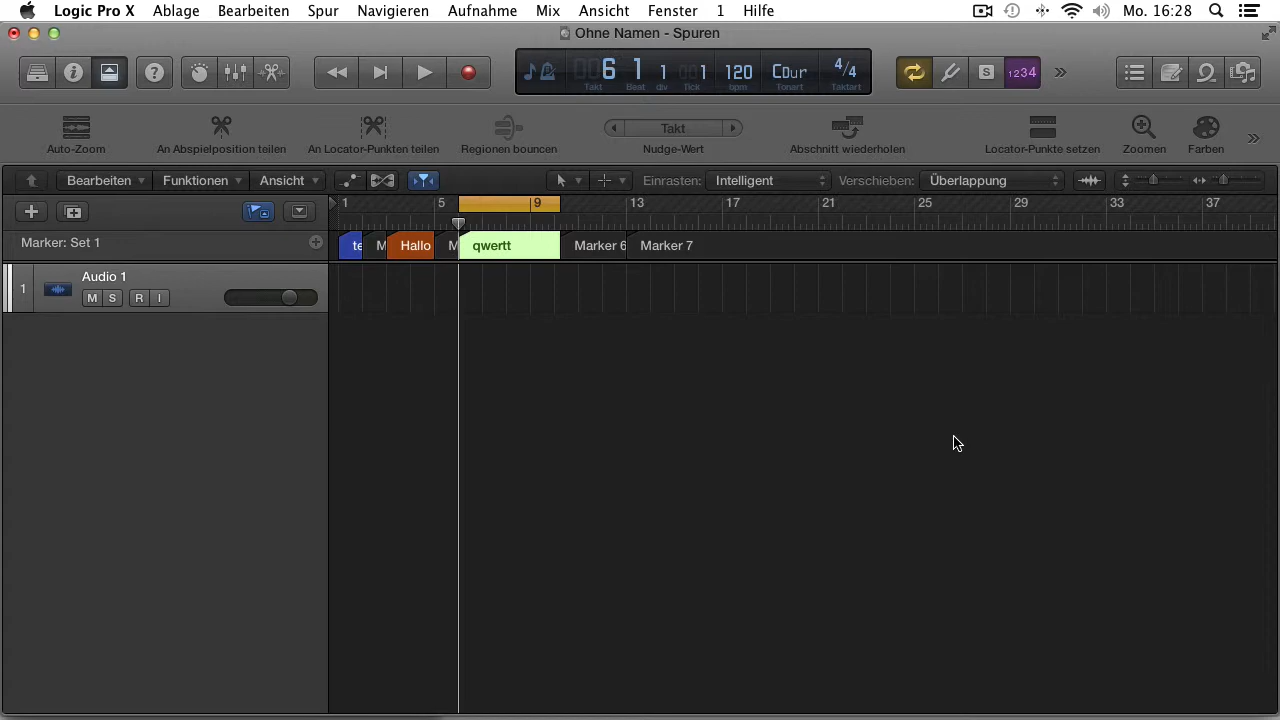 Logic Pro X Ablage Bearbeiten Spur Navigieren Aufnahme Mix Ansicht Fenster 1 Hilfe Mo. 16:28
Ohne Namen - Spuren
6 1 1 1 120 CDur 4/4
Takt Beat div Tick bpm Tonart Taktart
S 1234
Takt
Auto-Zoom An Abspielposition teilen An Locator-Punkten teilen Regionen bouncen Nudge-Wert Abschnitt wiederholen Locator-Punkte setzen Zoomen Farben
Bearbeiten Funktionen Ansicht Einrasten: Intelligent Verschieben: Überlappung
1 5 9 13 17 21 25 29 33 37
Marker: Set 1 te M Hallo M qwertt Marker 6 Marker 7
Audio 1
1
M S R I